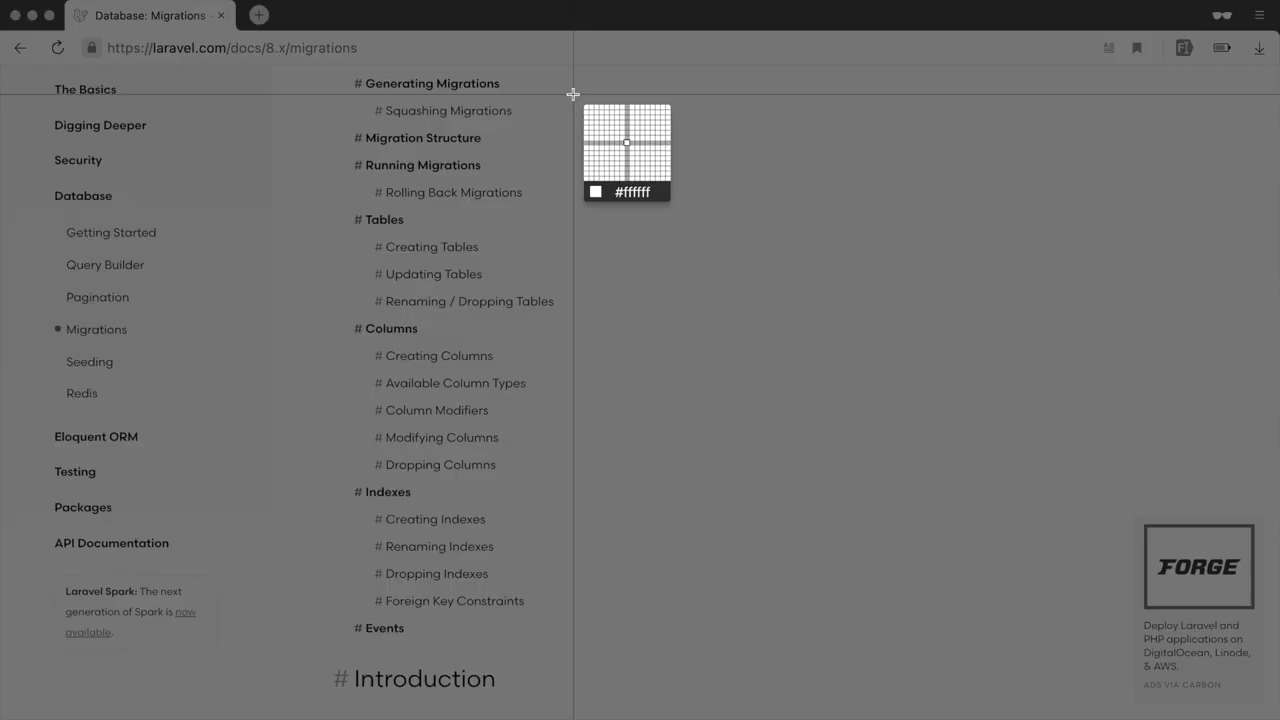 Database: Migrations
https://laravel.com/docs/8.x/migrations
The Basics
Digging Deeper
Security
Database
Getting Started
Query Builder
Pagination
Migrations
Seeding
Redis
Eloquent ORM
Testing
Packages
API Documentation
Laravel Spark: The next
generation of Spark is now
available.
# Generating Migrations
# Squashing Migrations
# Migration Structure
# Running Migrations
# Rolling Back Migrations
# Tables
# Creating Tables
# Updating Tables
# Renaming / Dropping Tables
# Columns
# Creating Columns
# Available Column Types
# Column Modifiers
# Modifying Columns
# Dropping Columns
# Indexes
# Creating Indexes
# Renaming Indexes
# Dropping Indexes
# Foreign Key Constraints
# Events
# Introduction
#ffffff
FORGE
Deploy Laravel and
PHP applications on
DigitalOcean, Linode,
& AWS.
ADS VIA CARBON